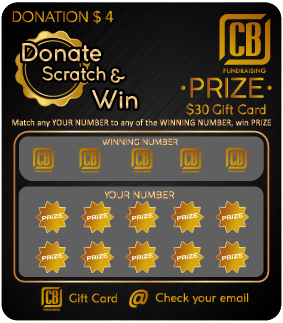 DONATION $ 4
CB
FUNDRAISING
Donate
Scratch &
Win
• PRIZE •
$30 Gift Card
Match any YOUR NUMBER to any of the WINNING NUMBER, win PRIZE
WINNING NUMBER
CB CB CB CB CB
YOUR NUMBER
PRIZE PRIZE PRIZE PRIZE PRIZE
PRIZE PRIZE PRIZE PRIZE PRIZE
CB FUNDRAISING Gift Card @ Check your email